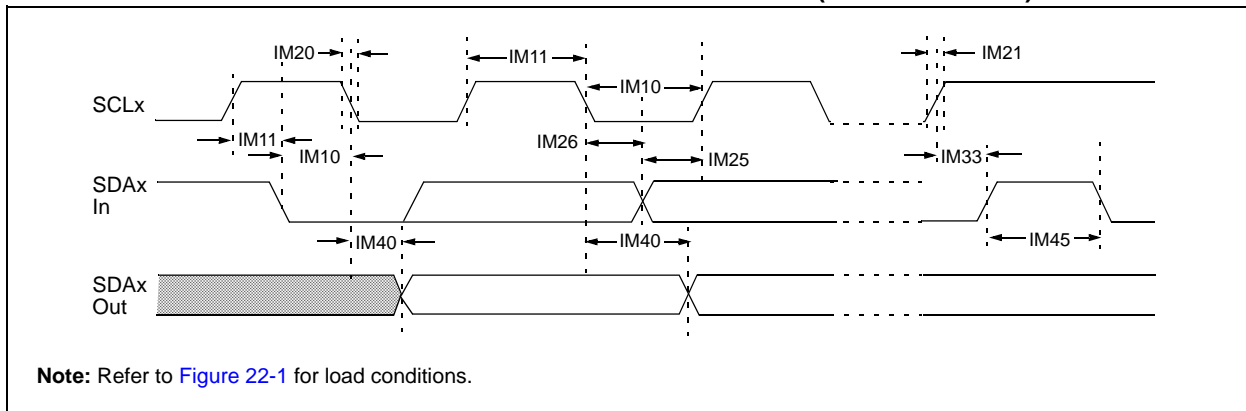 IM20
IM11
IM21
IM10
SCLx
IM11
IM10
IM26
IM25
IM33
SDAx
In
IM40
IM40
IM45
SDAx
Out
Note: Refer to Figure 22-1 for load conditions.